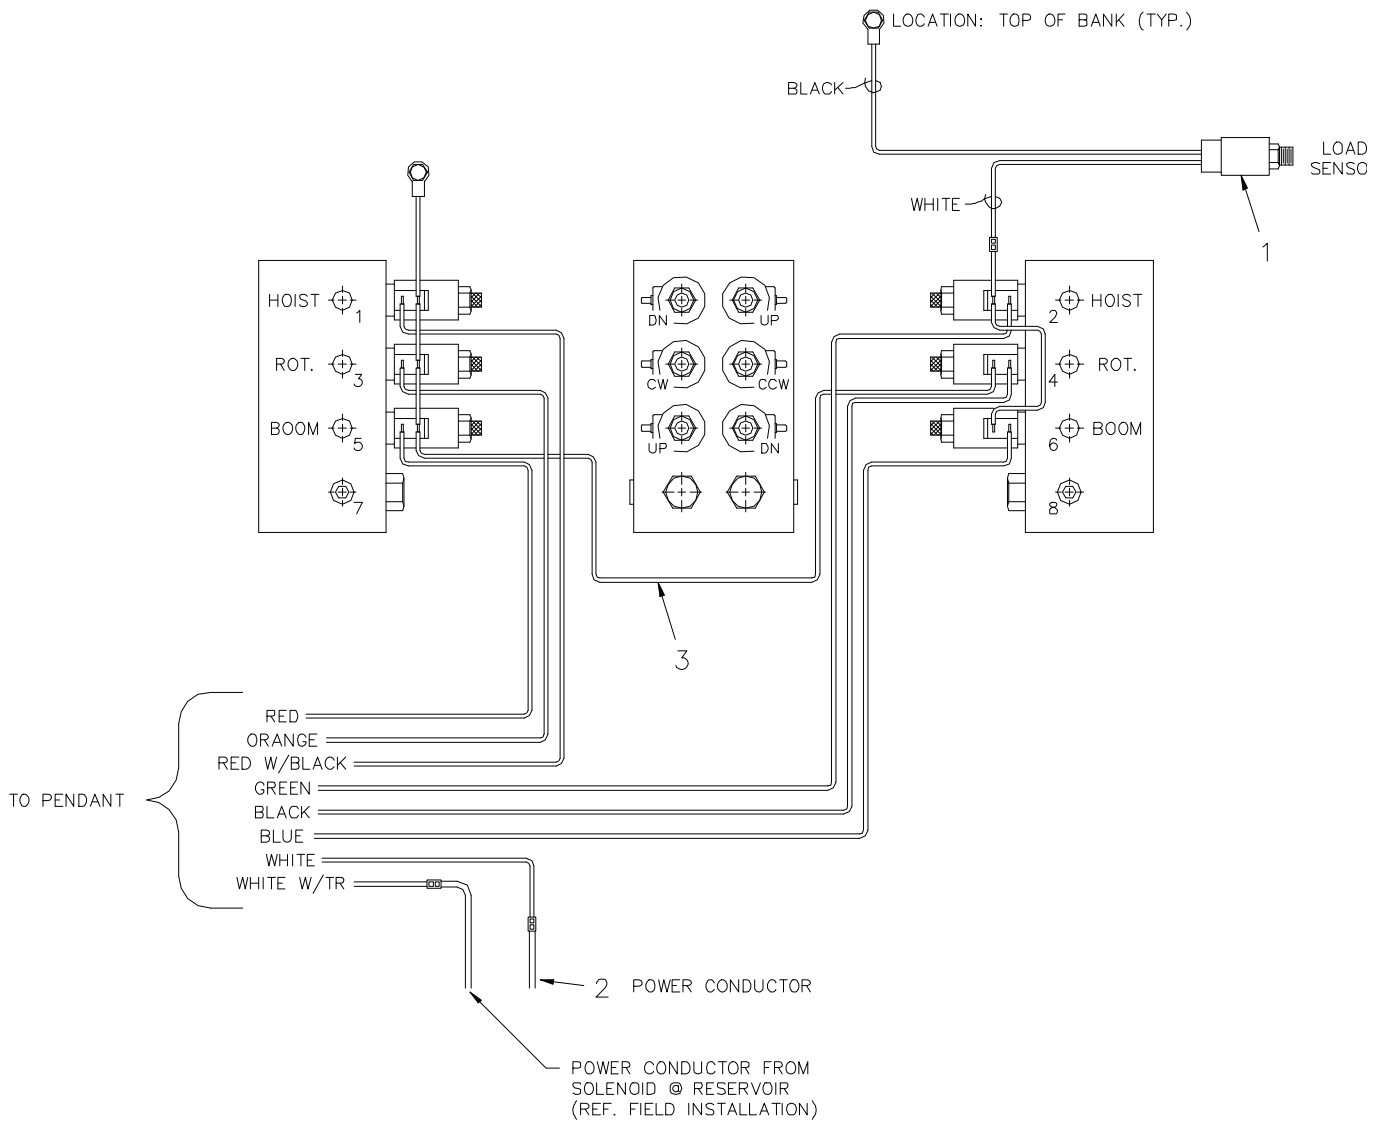 LOCATION: TOP OF BANK (TYP.)
BLACK
LOAD
SENSO
WHITE
1
HOIST 1
DN UP
2 HOIST
ROT. 3
CW CCW
4 ROT.
BOOM 5
UP DN
6 BOOM
7
8
3
RED
ORANGE
RED W/BLACK
GREEN
TO PENDANT
BLACK
BLUE
WHITE
WHITE W/TR
2 POWER CONDUCTOR
POWER CONDUCTOR FROM
SOLENOID @ RESERVOIR
(REF. FIELD INSTALLATION)